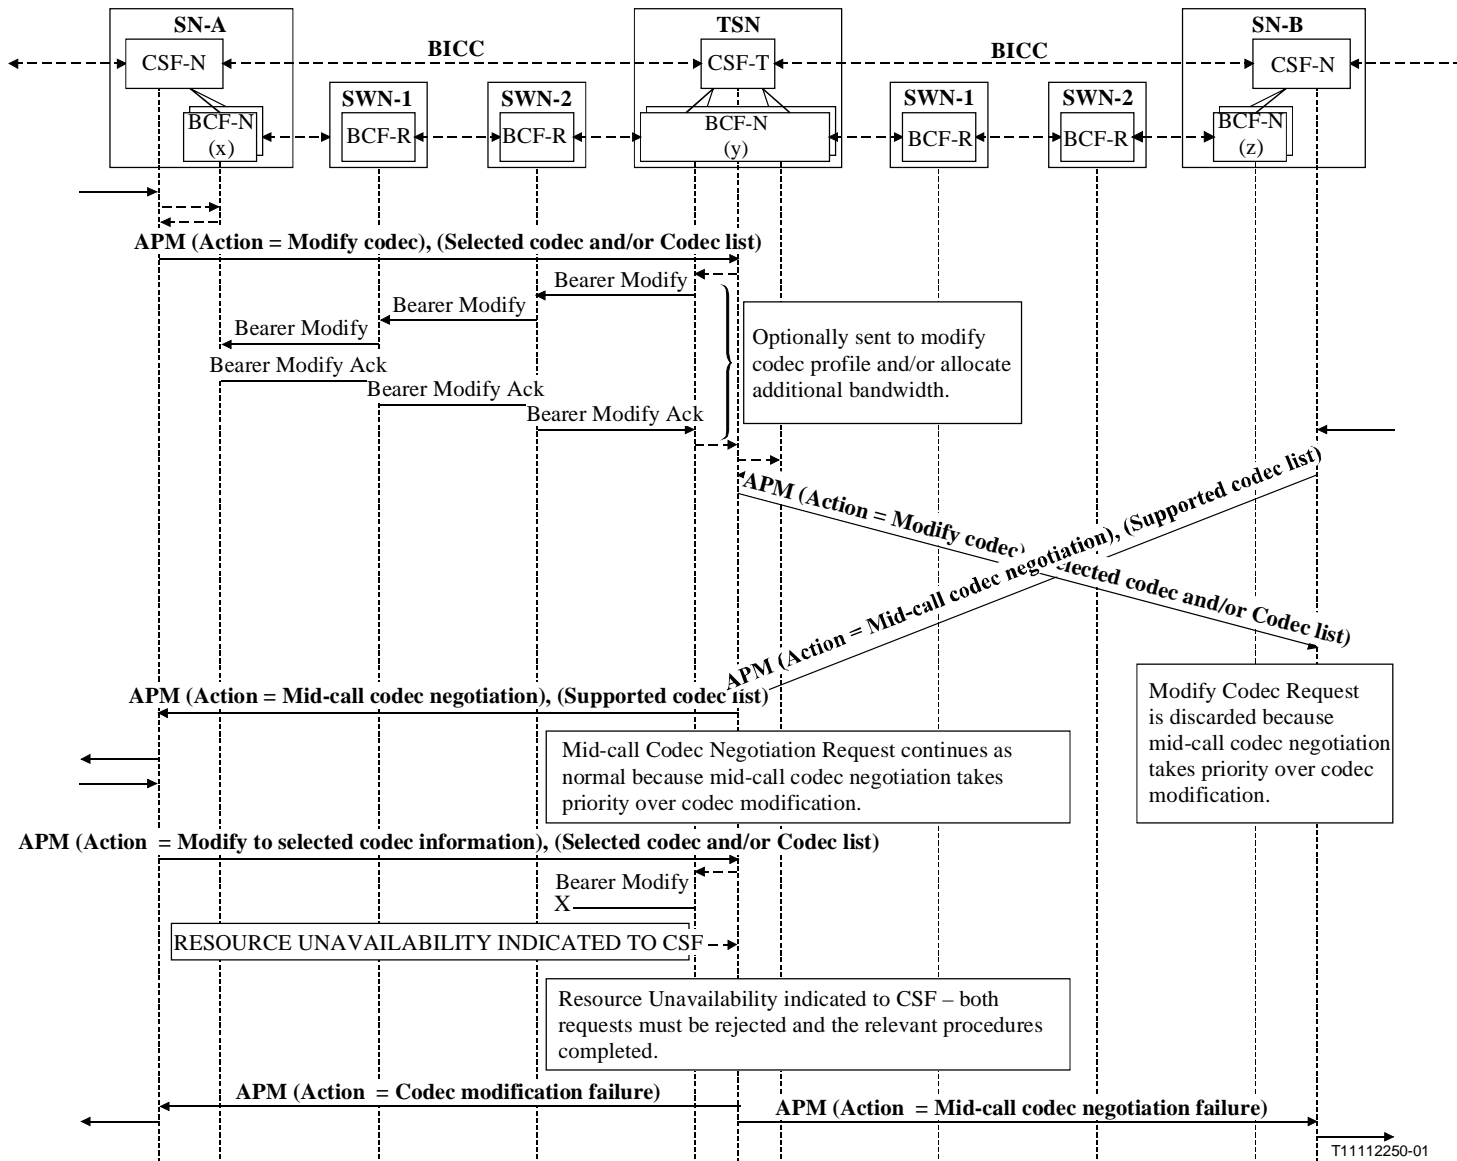 SN-A
TSN
SN-B
BICC
BICC
CSF-N
CSF-T
CSF-N
SWN-1
SWN-2
SWN-1
SWN-2
BCF-N
(x)
BCF-R
BCF-R
BCF-N
(y)
BCF-R
BCF-R
BCF-N
(z)
APM (Action = Modify codec), (Selected codec and/or Codec list)
Bearer Modify
Bearer Modify
Bearer Modify
Optionally sent to modify
codec profile and/or allocate
additional bandwidth.
Bearer Modify Ack
Bearer Modify Ack
Bearer Modify Ack
APM (Action = Modify codec), lected codec and/or Codec list)
APM (Action = Mid-call codec negotiation), (Supported codec list)
APM (Action = Mid-call codec negotiation), (Supported codec list)
Modify Codec Request
is discarded because
mid-call codec negotiation
takes priority over codec
modification.
Mid-call Codec Negotiation Request continues as
normal because mid-call codec negotiation takes
priority over codec modification.
APM (Action = Modify to selected codec information), (Selected codec and/or Codec list)
Bearer Modify
X
RESOURCE UNAVAILABILITY INDICATED TO CSF
Resource Unavailability indicated to CSF – both
requests must be rejected and the relevant procedures
completed.
APM (Action = Codec modification failure)
APM (Action = Mid-call codec negotiation failure)
T11112250-01